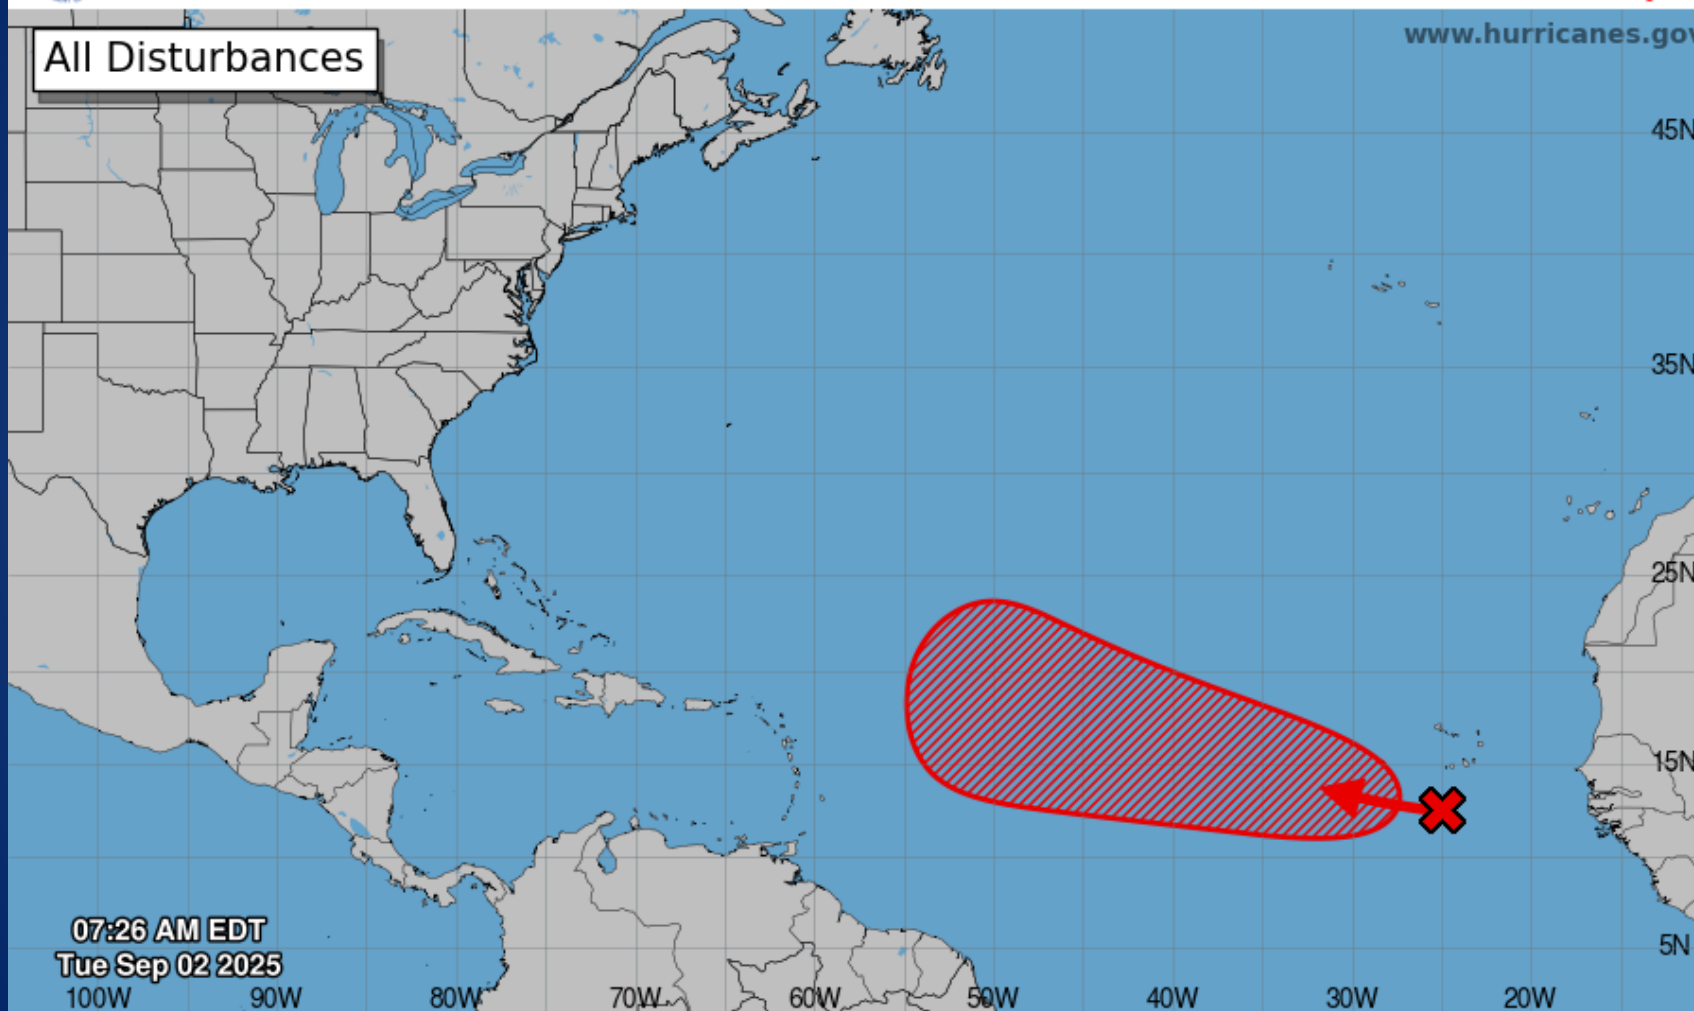 All Disturbances
www.hurricanes.gov
45N
35N
25N
15N
5N
07:26 AM EDT
Tue Sep 02 2025
100W 90W 80W 70W 60W 50W 40W 30W 20W